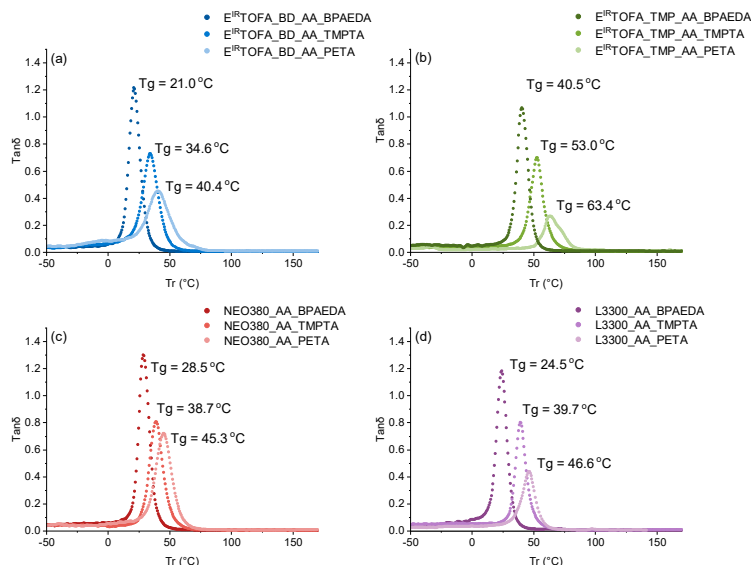 E^IRTOFA_BD_AA_BPAEDA
E^IRTOFA_BD_AA_TMPTA
E^IRTOFA_BD_AA_PETA
(a)
Tg = 21.0 °C
Tg = 34.6 °C
Tg = 40.4 °C
Tanδ
1.4
1.2
1.0
0.8
0.6
0.4
0.2
0.0
-50 0 50 100 150
Tr (°C)
E^IRTOFA_TMP_AA_BPAEDA
E^IRTOFA_TMP_AA_TMPTA
E^IRTOFA_TMP_AA_PETA
(b)
Tg = 40.5 °C
Tg = 53.0 °C
Tg = 63.4 °C
Tanδ
1.4
1.2
1.0
0.8
0.6
0.4
0.2
0.0
-50 0 50 100 150
Tr (°C)
NEO380_AA_BPAEDA
NEO380_AA_TMPTA
NEO380_AA_PETA
(c)
Tg = 28.5 °C
Tg = 38.7 °C
Tg = 45.3 °C
Tanδ
1.4
1.2
1.0
0.8
0.6
0.4
0.2
0.0
-50 0 50 100 150
Tr (°C)
L3300_AA_BPAEDA
L3300_AA_TMPTA
L3300_AA_PETA
(d)
Tg = 24.5 °C
Tg = 39.7 °C
Tg = 46.6 °C
Tanδ
1.4
1.2
1.0
0.8
0.6
0.4
0.2
0.0
-50 0 50 100 150
Tr (°C)